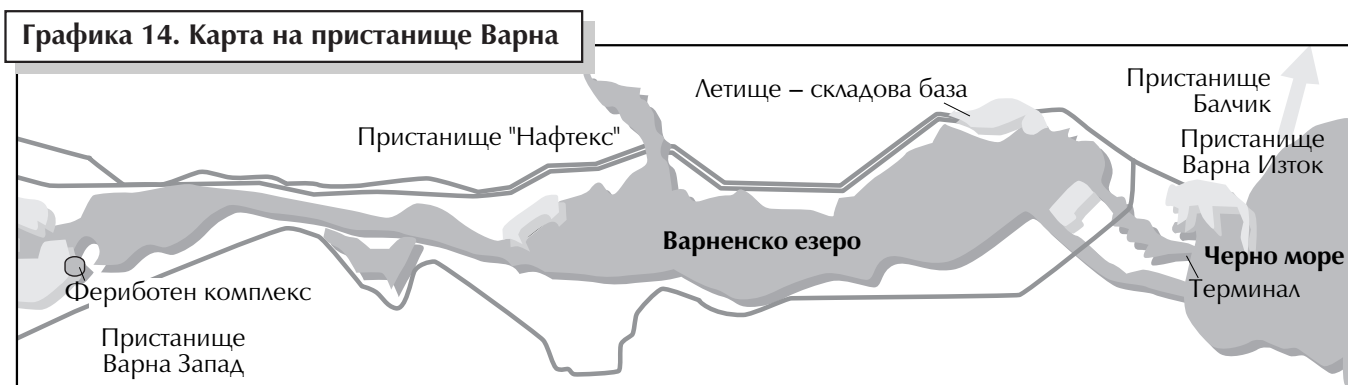 Графика 14. Карта на пристанище Варна
Летище – складова база
Пристанище
Балчик
Пристанище "Нафтекс"
Пристанище
Варна Изток
Варненско езеро
Черно море
Фериботен комплекс
Терминал
Пристанище
Варна Запад